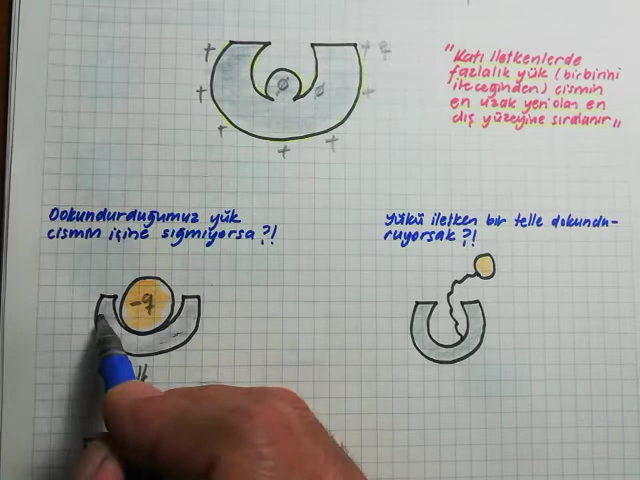 + + q
+ ∅ ∅ +
+ + +
"Katı iletkenlerde
fazlalık yük (birbirini
iteceğinden) cismin
en uzak yeri olan en
dış yüzeyine sıralanır"
Dokundurduğumuz yük
cismin içine sığmıyorsa?!
Yükü iletken bir telle dokundu-
ruyorsak?!
-q